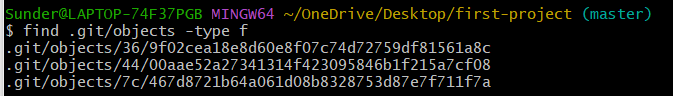 Sunder@LAPTOP-74F37PGB MINGW64 ~/OneDrive/Desktop/first-project (master)
$ find .git/objects -type f
.git/objects/36/9f02cea18e8d60e8f07c74d72759df81561a8c
.git/objects/44/00aae52a27341314f423095846b1f215a7cf08
.git/objects/7c/467d8721b64a061d08b8328753d87e7f711f7a